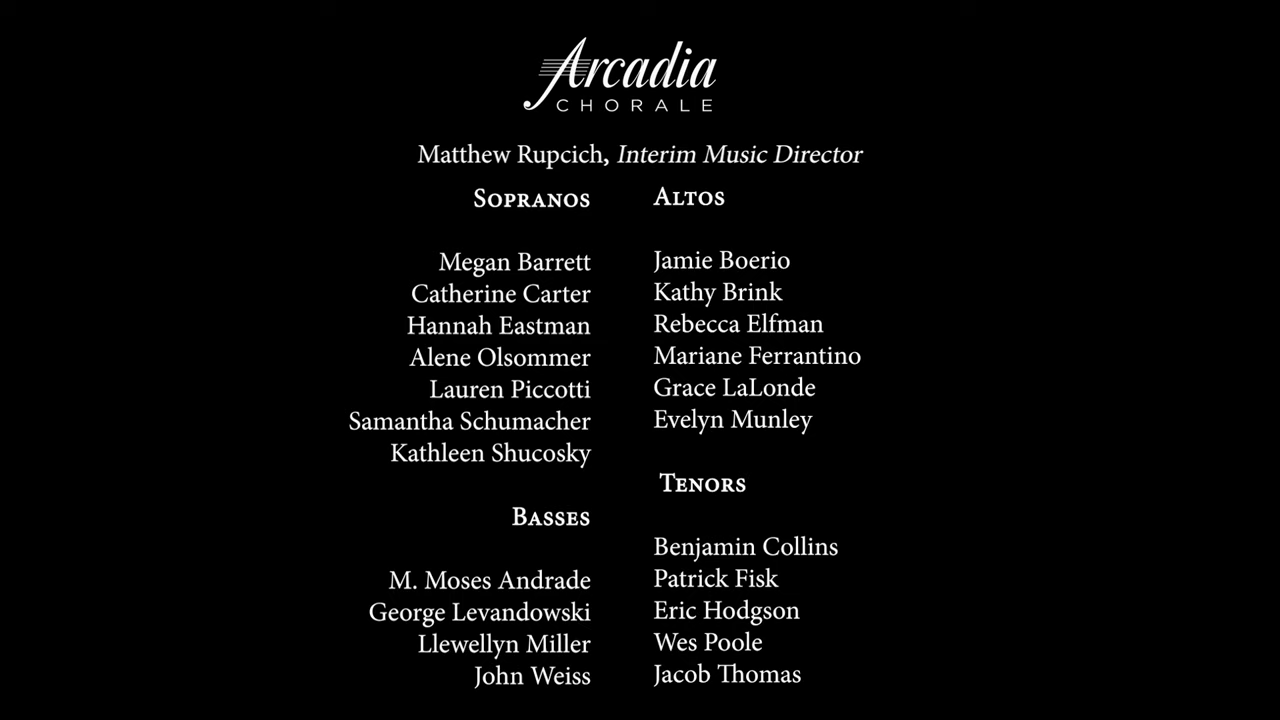 Arcadia
CHORALE
Matthew Rupcich, Interim Music Director
SOPRANOS
Megan Barrett
Catherine Carter
Hannah Eastman
Alene Olsommer
Lauren Piccotti
Samantha Schumacher
Kathleen Shucosky
BASSES
M. Moses Andrade
George Levandowski
Llewellyn Miller
John Weiss
ALTOS
Jamie Boerio
Kathy Brink
Rebecca Elfman
Mariane Ferrantino
Grace LaLonde
Evelyn Munley
TENORS
Benjamin Collins
Patrick Fisk
Eric Hodgson
Wes Poole
Jacob Thomas